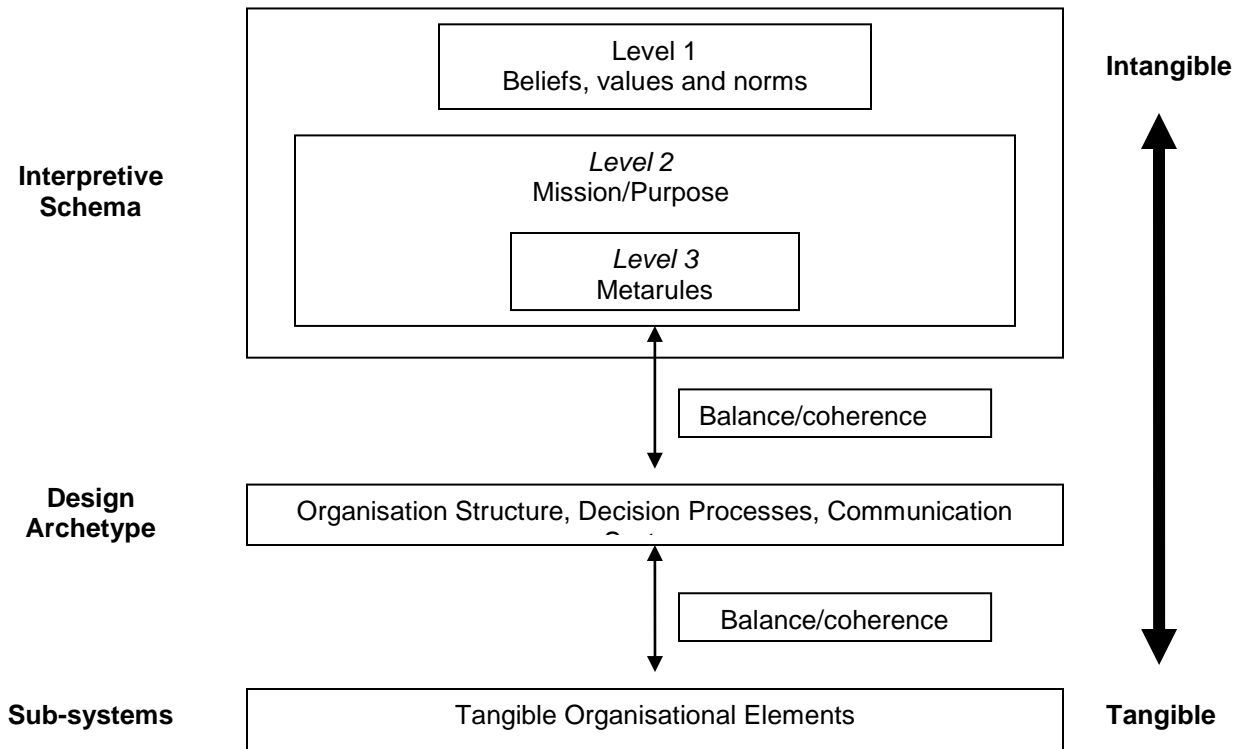 Level 1
Beliefs, values and norms
Intangible
Interpretive
Schema
Level 2
Mission/Purpose
Level 3
Metarules
Balance/coherence
Design
Archetype
Organisation Structure, Decision Processes, Communication
Balance/coherence
Sub-systems
Tangible Organisational Elements
Tangible